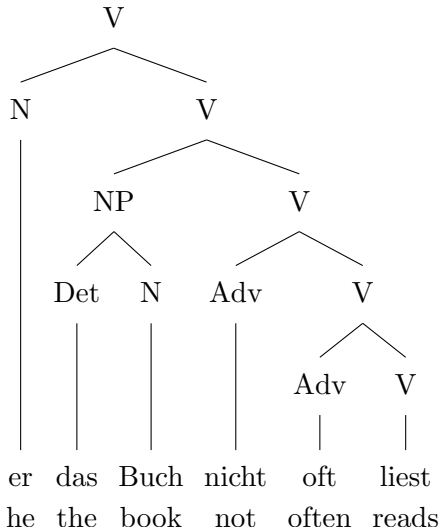 V
N V
NP V
Det N Adv V
Adv V
er das Buch nicht oft liest
he the book not often reads